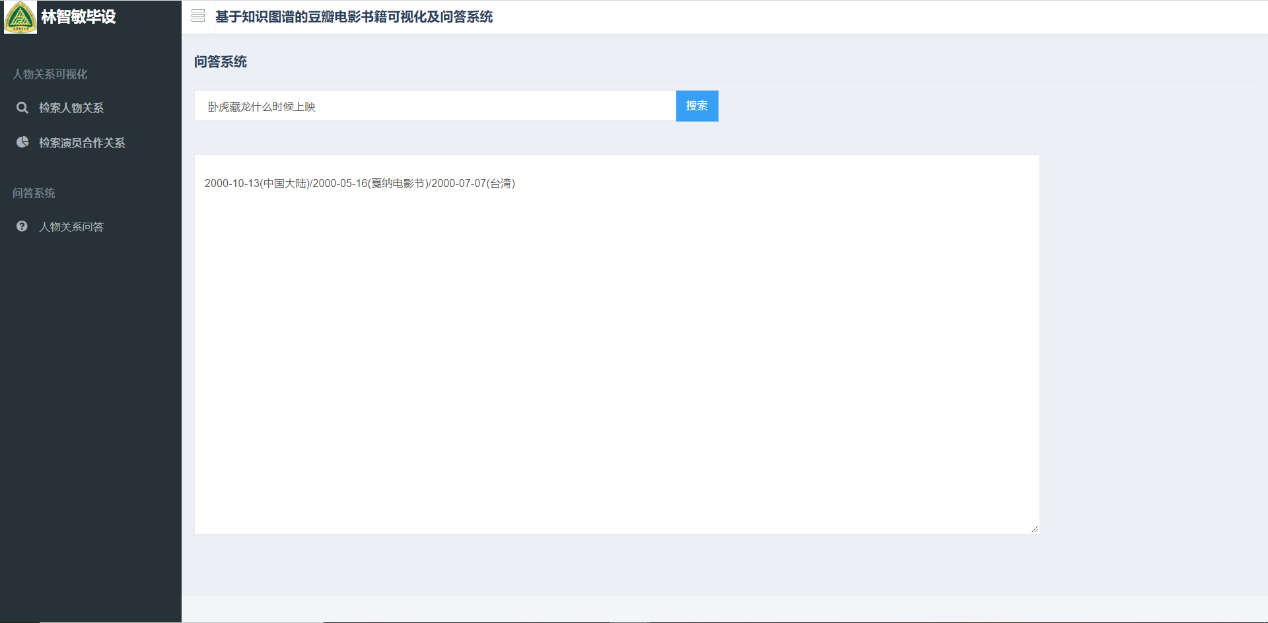 林智敏毕设
基于知识图谱的豆瓣电影书籍可视化及问答系统
人物关系可视化
检索人物关系
检索演员合作关系
问答系统
人物关系问答
问答系统
卧虎藏龙什么时候上映
搜索
2000-10-13(中国大陆)/2000-05-16(戛纳电影节)/2000-07-07(台湾)